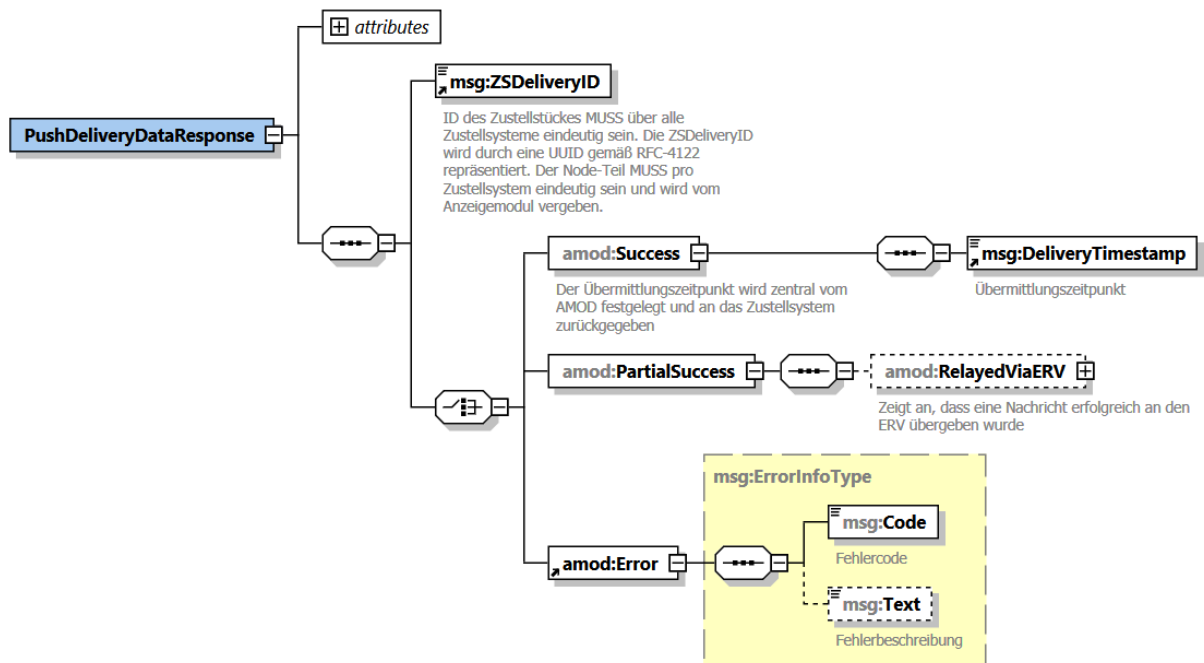 attributes
msg:ZSDeliveryID
ID des Zustellstückes MUSS über alle
Zustellsysteme eindeutig sein. Die ZSDeliveryID
wird durch eine UUID gemäß RFC-4122
repräsentiert. Der Node-Teil MUSS pro
Zustellsystem eindeutig sein und wird vom
Anzeigemodul vergeben.
PushDeliveryDataResponse
amod:Success
Der Übermittlungszeitpunkt wird zentral vom
AMOD festgelegt und an das Zustellsystem
zurückgegeben
msg:DeliveryTimestamp
Übermittlungszeitpunkt
amod:PartialSuccess
amod:RelayedViaERV
Zeigt an, dass eine Nachricht erfolgreich an den
ERV übergeben wurde
msg:ErrorInfoType
amod:Error
msg:Code
Fehlercode
msg:Text
Fehlerbeschreibung